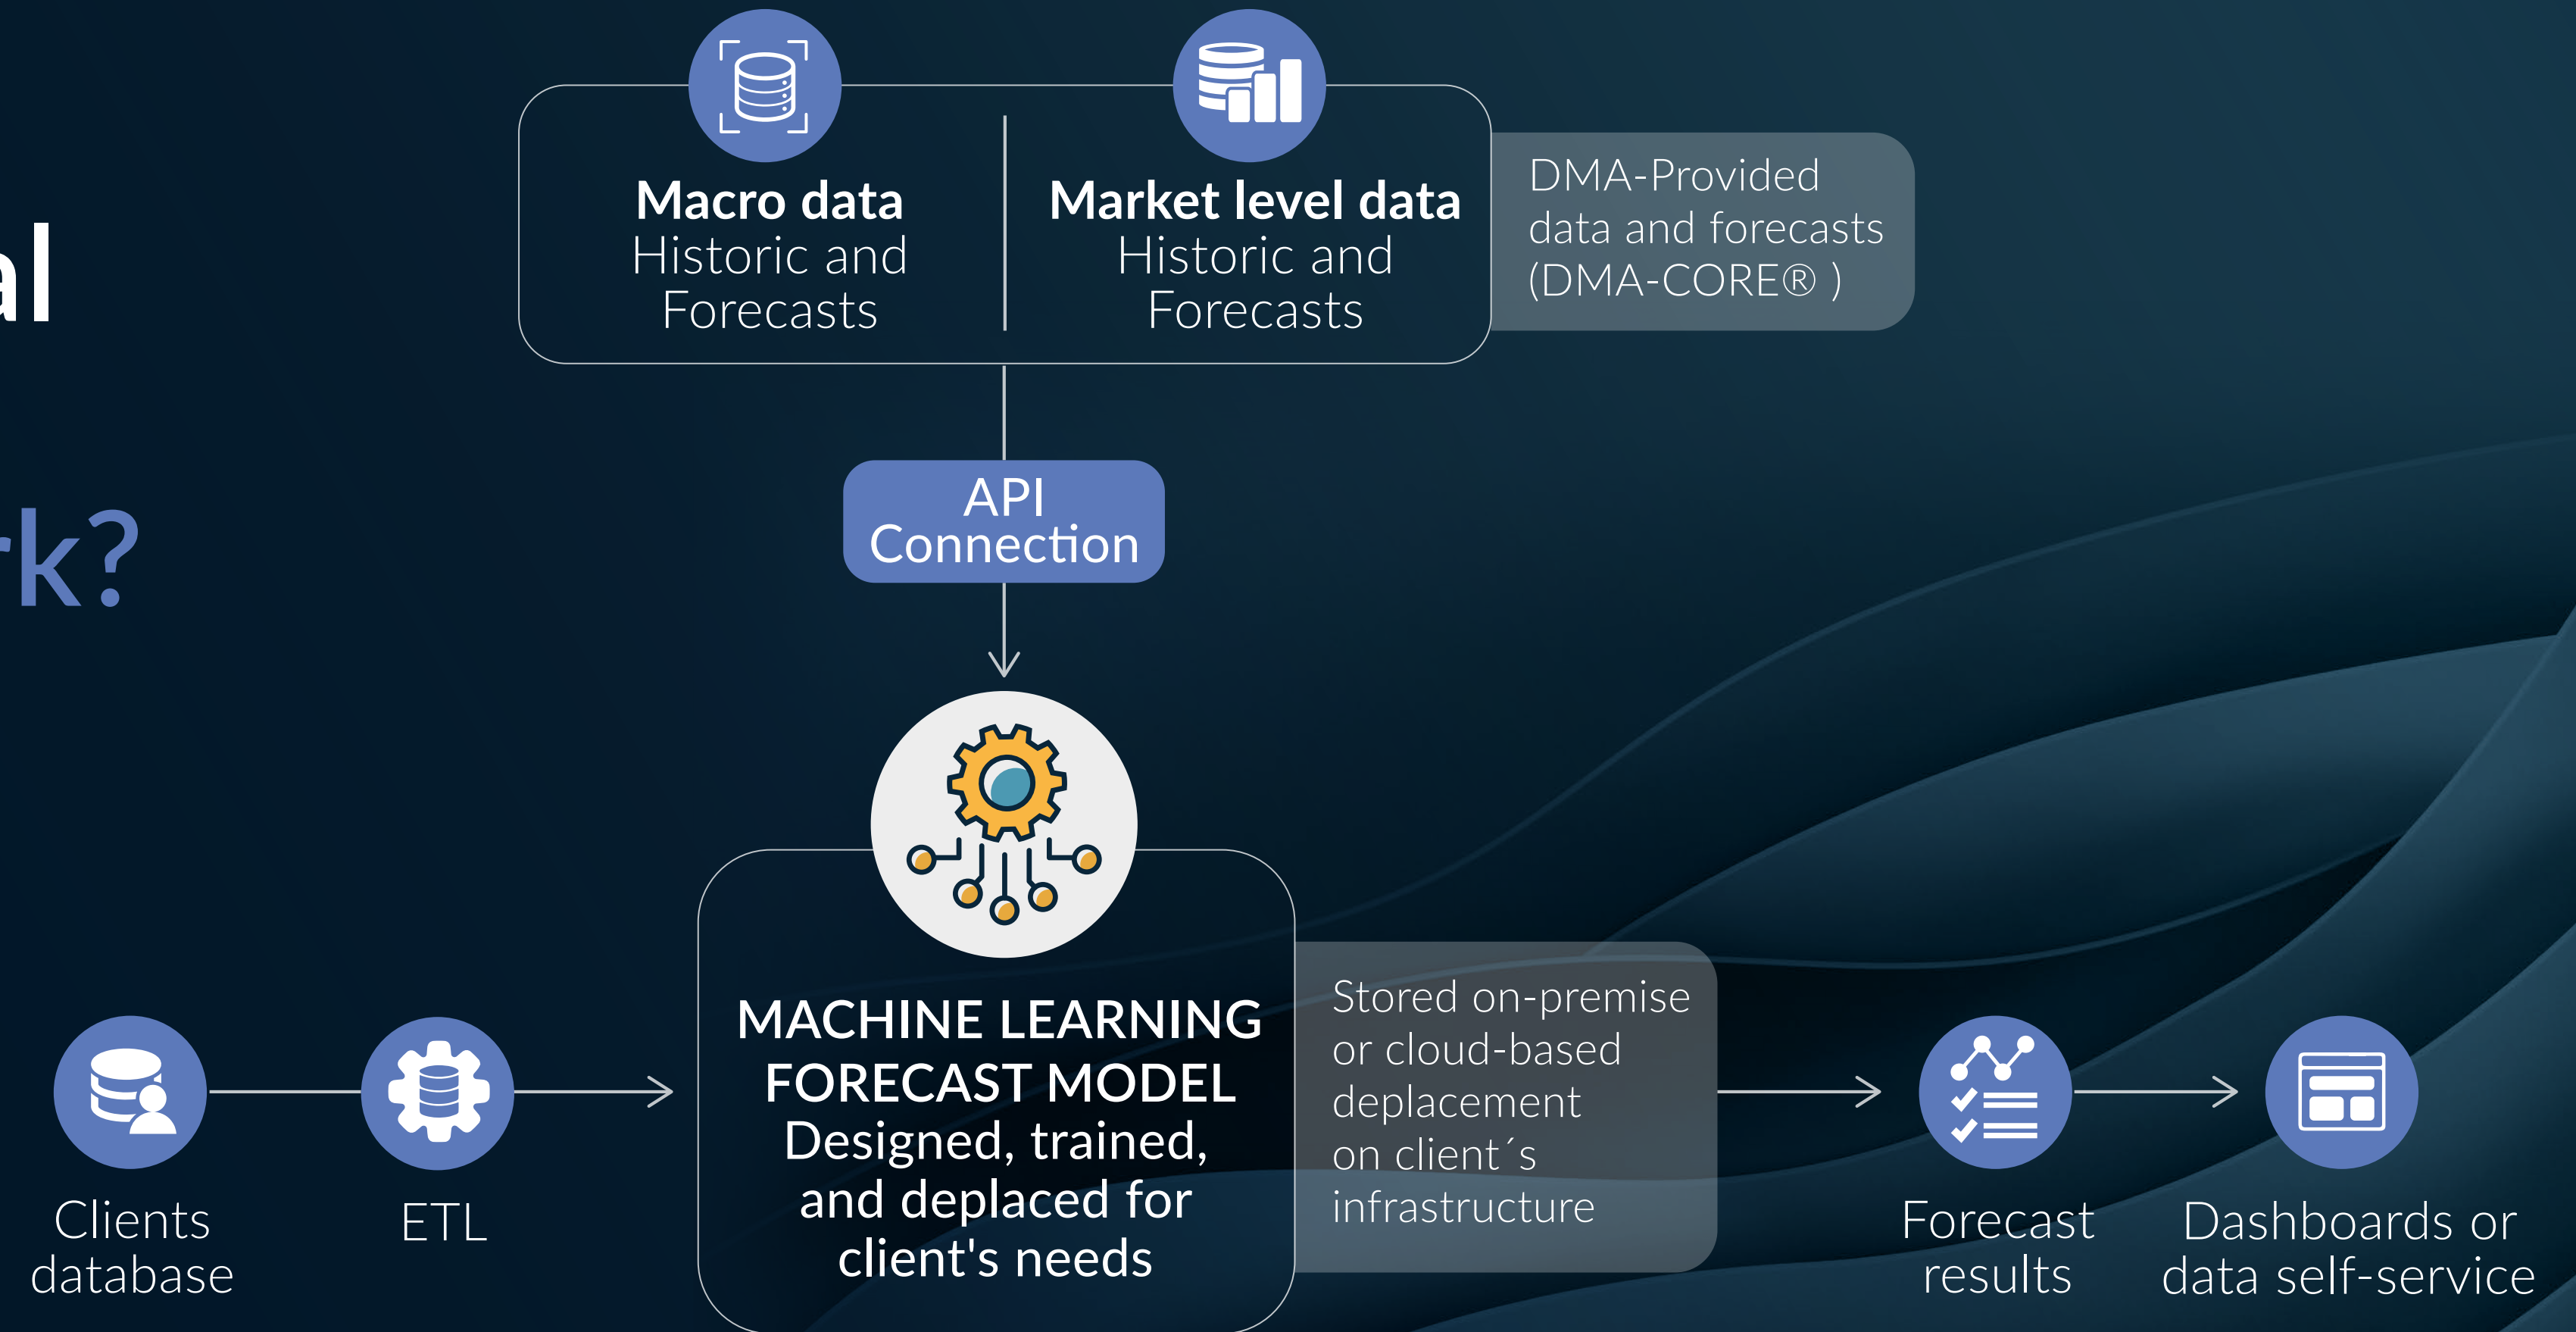 al
rk?
Macro data
Historic and
Forecasts
Market level data
Historic and
Forecasts
DMA-Provided
data and forecasts
(DMA-CORE® )
API
Connection
MACHINE LEARNING
FORECAST MODEL
Designed, trained,
and deplaced for
client's needs
Stored on-premise
or cloud-based
deplacement
on client´s
infrastructure
Clients
database
ETL
Forecast
results
Dashboards or
data self-service